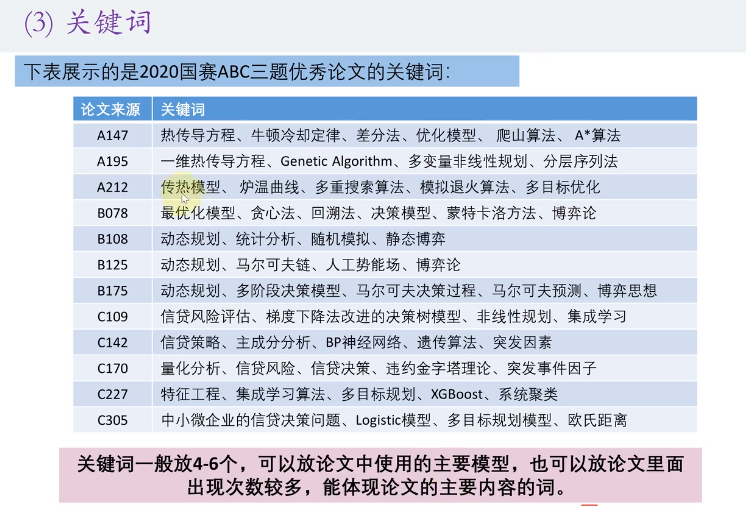 (3) 关键词
下表展示的是2020国赛ABC三题优秀论文的关键词：
论文来源 关键词
A147 热传导方程、牛顿冷却定律、差分法、优化模型、 爬山算法、 A*算法
A195 一维热传导方程、Genetic Algorithm、多变量非线性规划、分层序列法
A212 传热模型、 炉温曲线、多重搜索算法、模拟退火算法、多目标优化
B078 最优化模型、贪心法、回溯法、决策模型、蒙特卡洛方法、博弈论
B108 动态规划、统计分析、随机模拟、静态博弈
B125 动态规划、马尔可夫链、人工势能场、博弈论
B175 动态规划、多阶段决策模型、马尔可夫决策过程、马尔可夫预测、博弈思想
C109 信贷风险评估、梯度下降法改进的决策树模型、非线性规划、集成学习
C142 信贷策略、主成分分析、BP神经网络、遗传算法、突发因素
C170 量化分析、信贷风险、信贷决策、违约金字塔理论、突发事件因子
C227 特征工程、集成学习算法、多目标规划、XGBoost、系统聚类
C305 中小微企业的信贷决策问题、Logistic模型、多目标规划模型、欧氏距离
关键词一般放4-6个，可以放论文中使用的主要模型，也可以放论文里面
出现次数较多，能体现论文的主要内容的词。